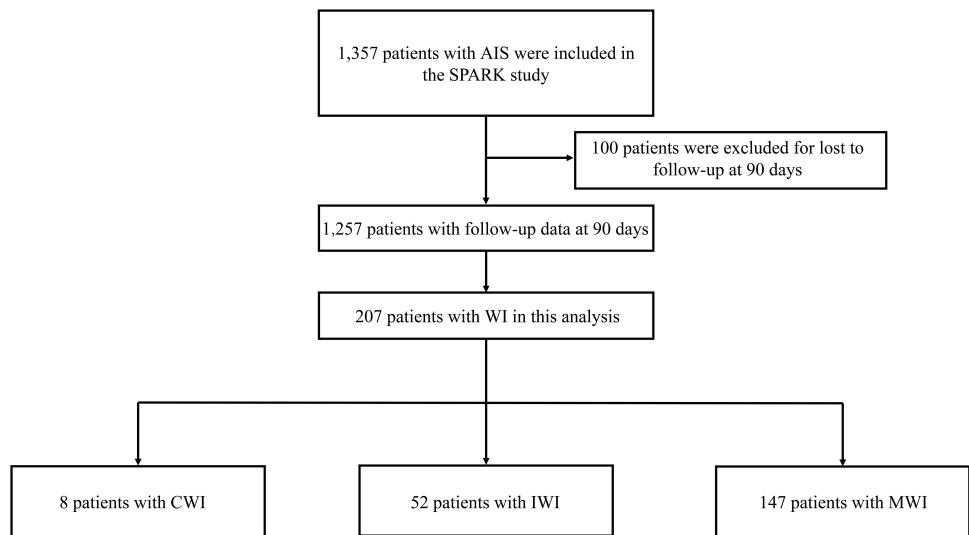 1,357 patients with AIS were included in
the SPARK study
100 patients were excluded for lost to
follow-up at 90 days
1,257 patients with follow-up data at 90 days
207 patients with WI in this analysis
8 patients with CWI
52 patients with IWI
147 patients with MWI